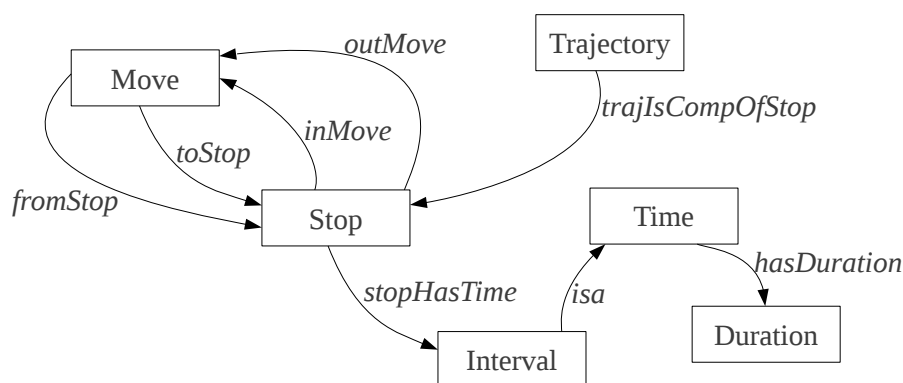 outMove
Trajectory
Move
trajIsCompOfStop
inMove
toStop
fromStop
Stop
Time
hasDuration
stopHasTime
isa
Duration
Interval